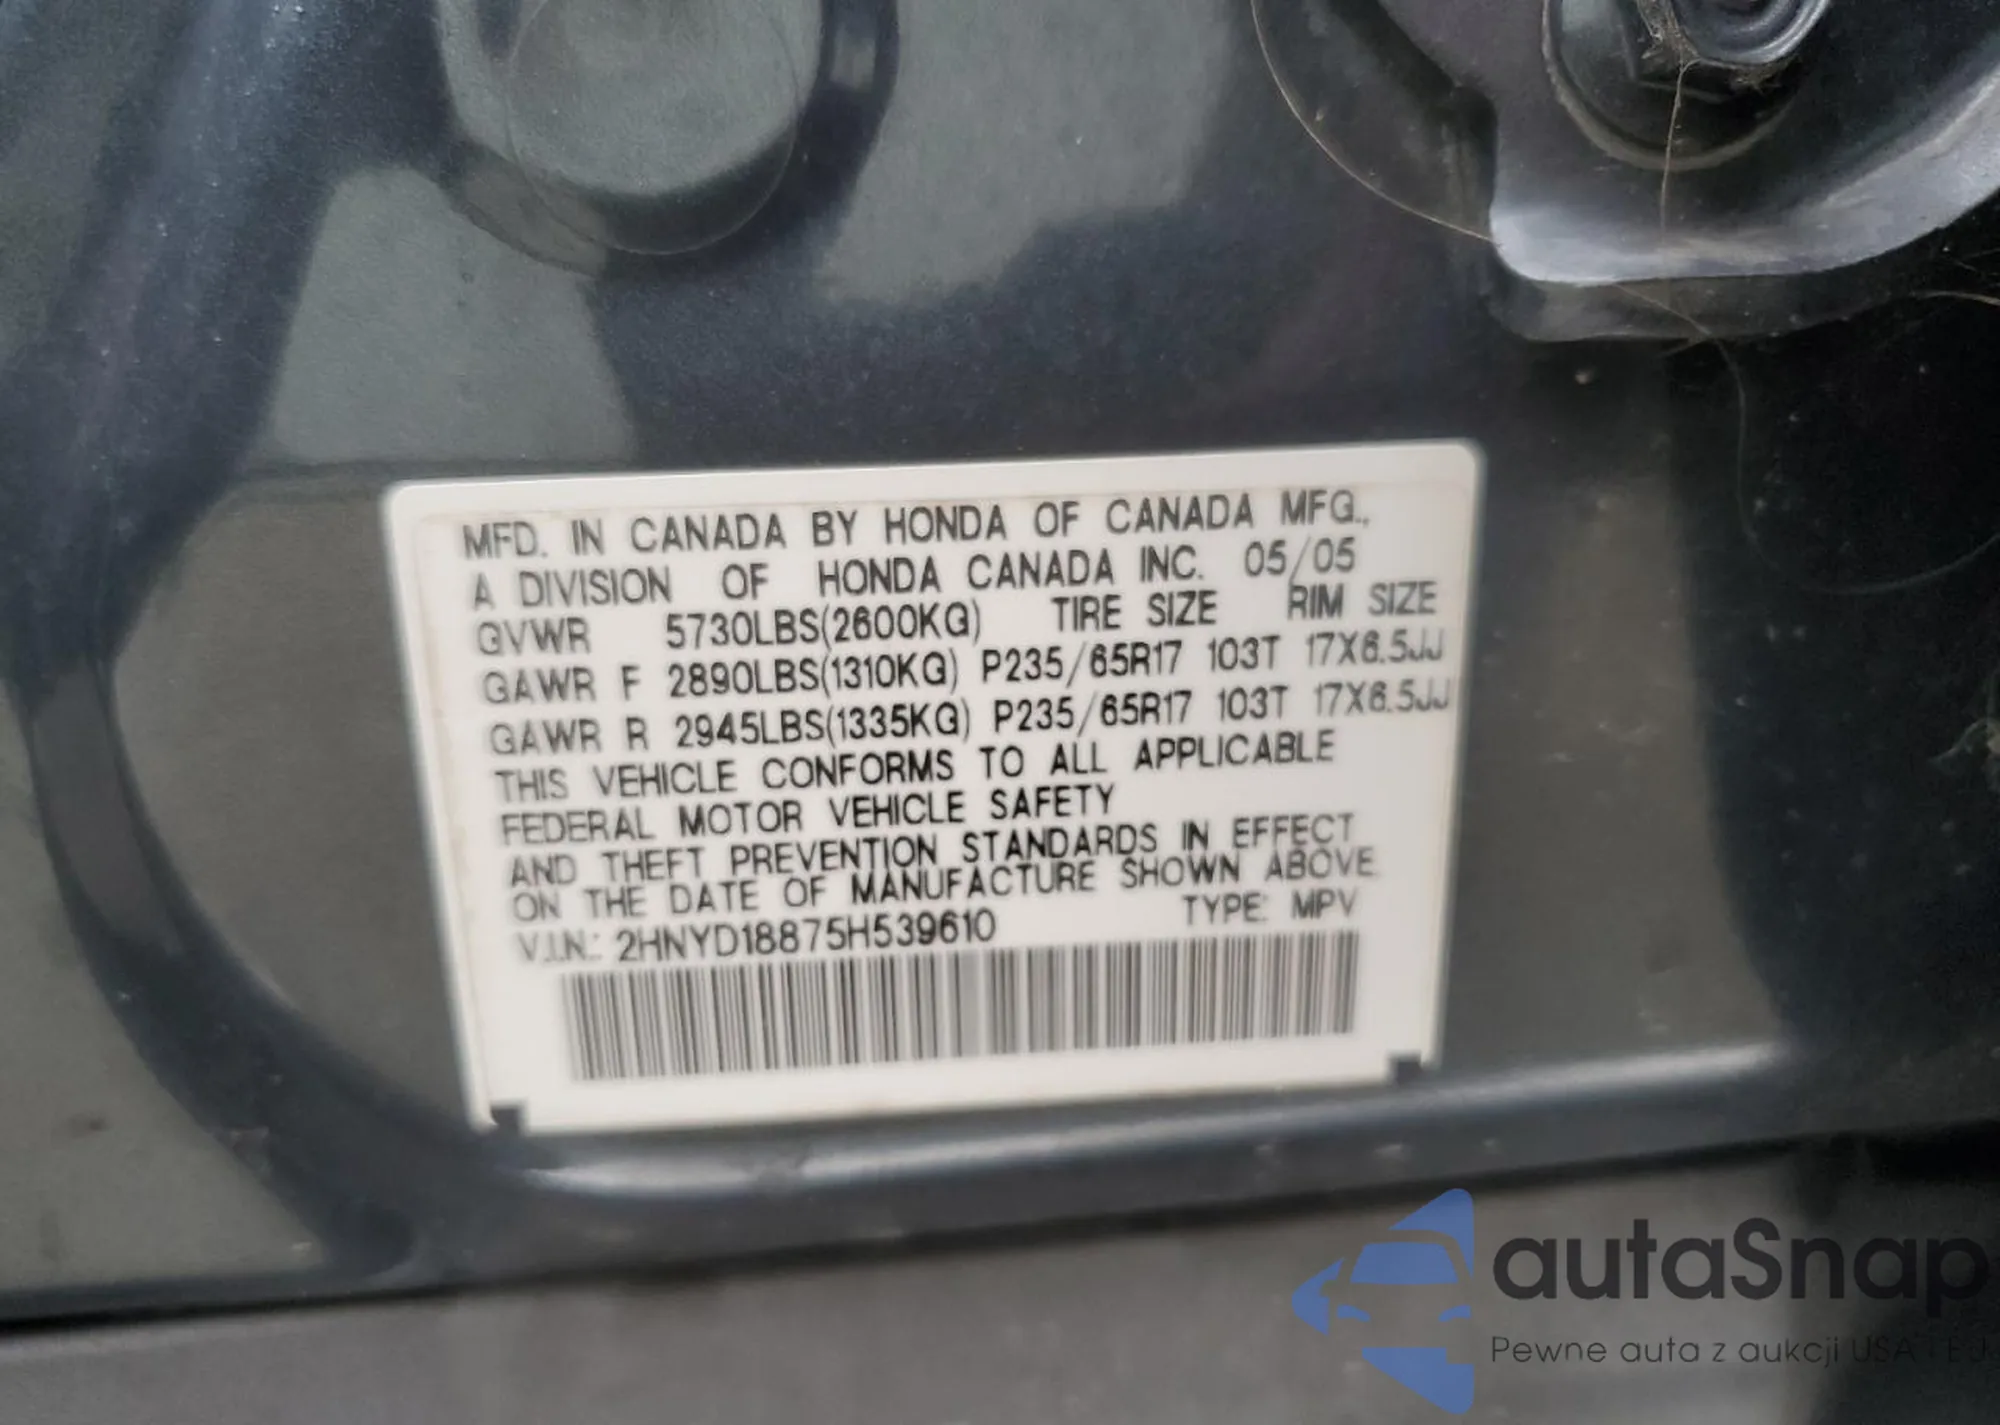 MFD. IN CANADA BY HONDA OF CANADA MFG.,
A DIVISION OF HONDA CANADA INC. 05/05
GVWR 5730LBS(2600KG) TIRE SIZE RIM SIZE
GAWR F 2890LBS(1310KG) P235/65R17 103T 17X6.5JJ
GAWR R 2945LBS(1335KG) P235/65R17 103T 17X6.5JJ
THIS VEHICLE CONFORMS TO ALL APPLICABLE
FEDERAL MOTOR VEHICLE SAFETY
AND THEFT PREVENTION STANDARDS IN EFFECT
ON THE DATE OF MANUFACTURE SHOWN ABOVE
V.I.N.: 2HNYD18875H539610 TYPE: MPV
autaSnap
Pewne auta z aukcji USA i EU